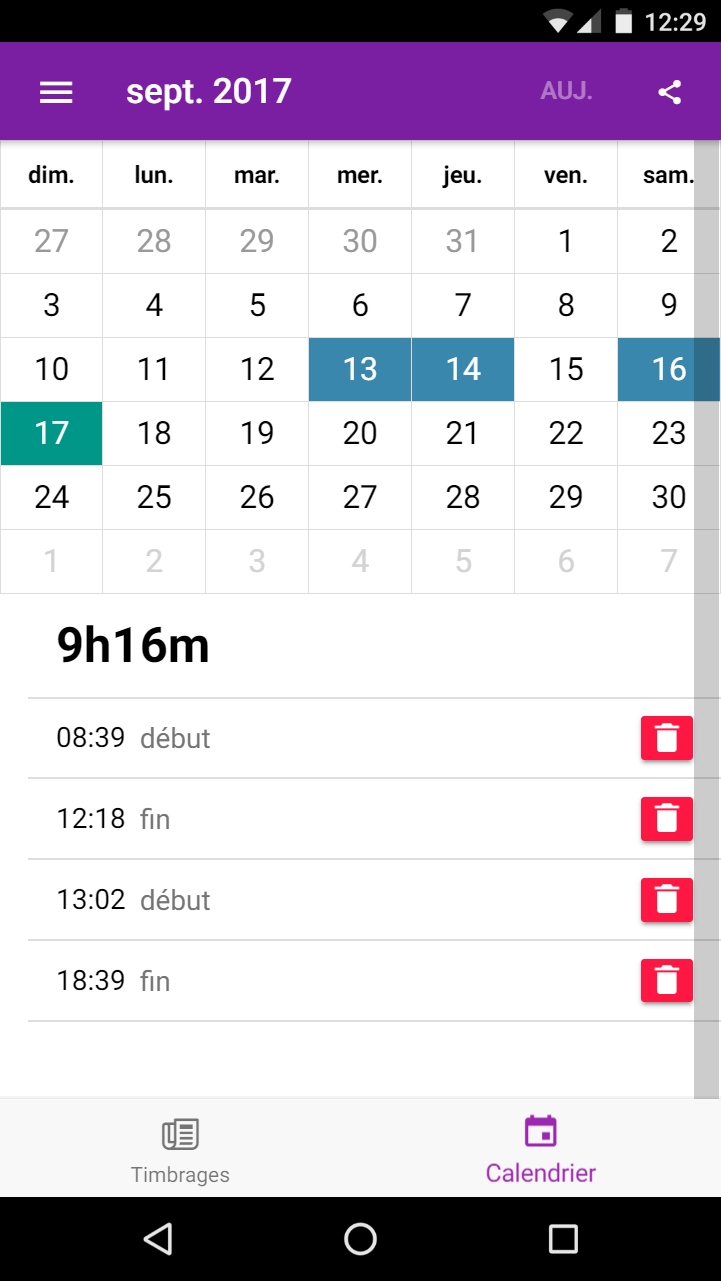 12:29
sept. 2017 AUJ.
dim. lun. mar. mer. jeu. ven. sam.
27 28 29 30 31 1 2
3 4 5 6 7 8 9
10 11 12 13 14 15 16
17 18 19 20 21 22 23
24 25 26 27 28 29 30
1 2 3 4 5 6 7
9h16m
08:39 début
12:18 fin
13:02 début
18:39 fin
Timbrages Calendrier